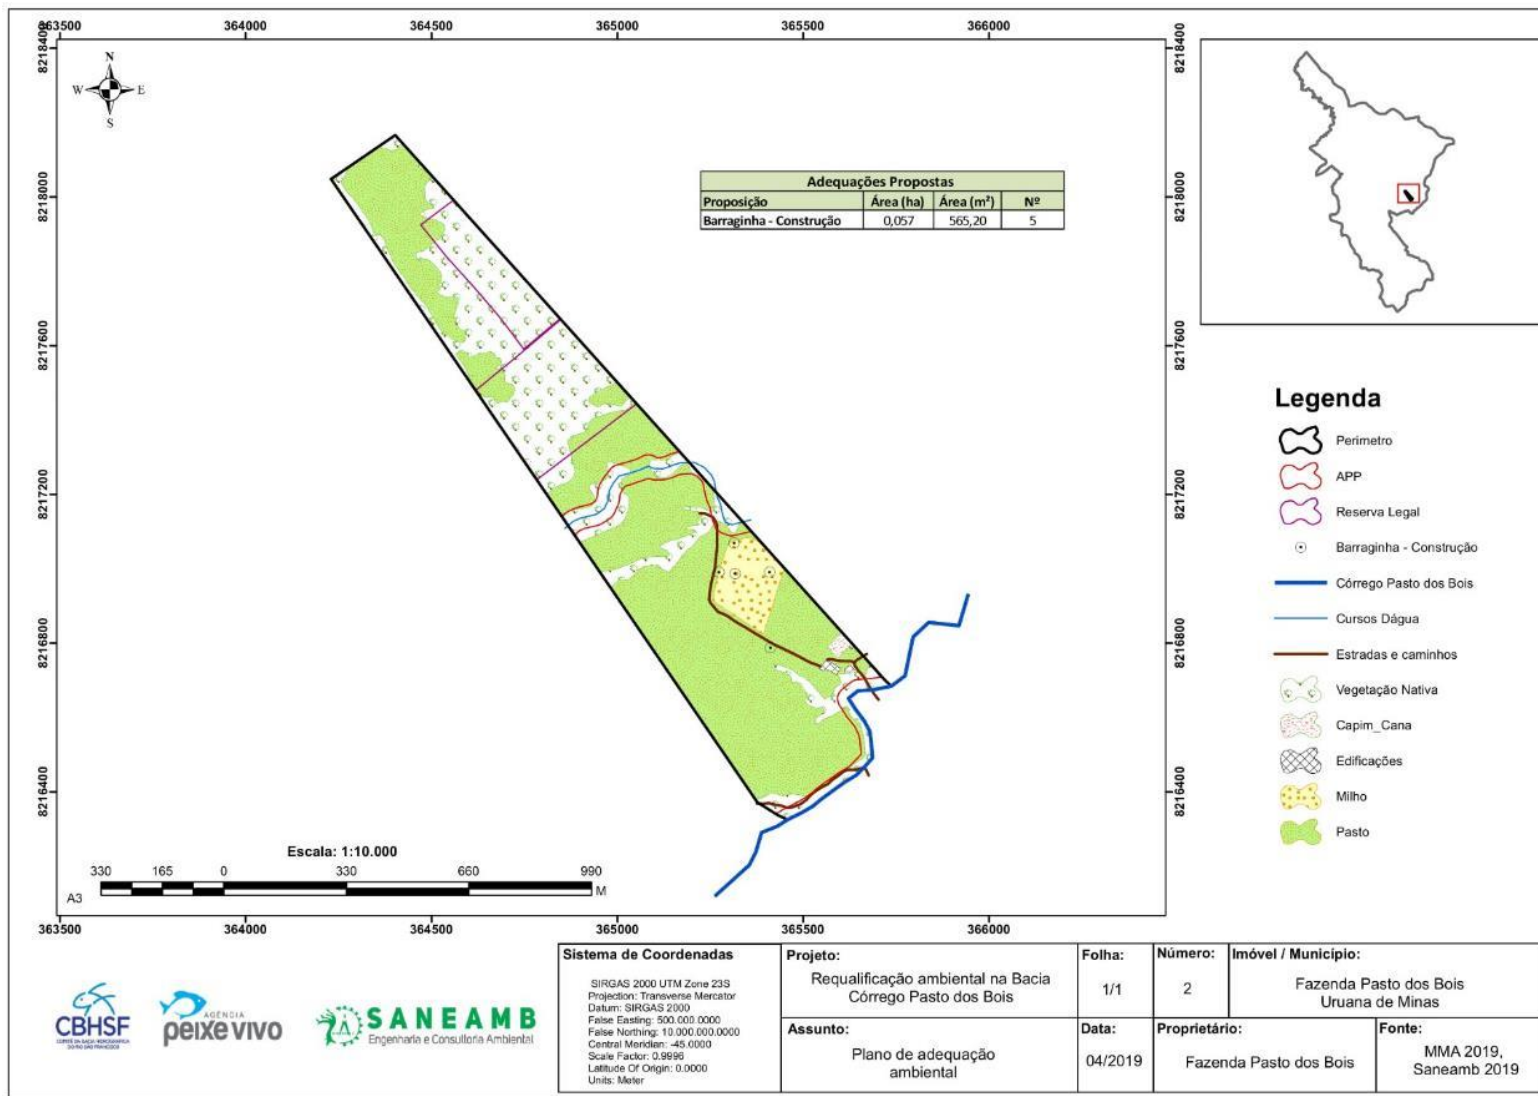 363500
364000
364500
365000
365500
366000
8218400
8218000
8217600
8217200
8216800
8216400
8218400
8218000
8217600
8217200
8216800
8216400
N
W
E
S
Adequações Propostas
Proposição Área (ha) Área (m²) Nº
Barraginha - Construção 0,057 565,20 5
Legenda
Perímetro
APP
Reserva Legal
Barraginha - Construção
Córrego Pasto dos Bois
Cursos Dágua
Estradas e caminhos
Vegetação Nativa
Capim_Cana
Edificações
Milho
Pasto
Escala: 1:10.000
330 165 0 330 660 990
M
A3
363500
364000
364500
365000
365500
366000
CBHSF
AGÊNCIA
peixe vivo
SANEAMB
Engenharia e Consultoria Ambiental
Sistema de Coordenadas
SIRGAS 2000 UTM Zone 23S
Projection: Transverse Mercator
Datum: SIRGAS 2000
False Easting: 500.000.0000
False Northing: 10.000.000.0000
Central Meridian: -45.0000
Scale Factor: 0.9996
Latitude Of Origin: 0.0000
Units: Meter
Projeto:
Requalificação ambiental na Bacia
Córrego Pasto dos Bois
Folha:
1/1
Número:
2
Imóvel / Município:
Fazenda Pasto dos Bois
Uruana de Minas
Assunto:
Plano de adequação
ambiental
Data:
04/2019
Proprietário:
Fazenda Pasto dos Bois
Fonte:
MMA 2019,
Saneamb 2019